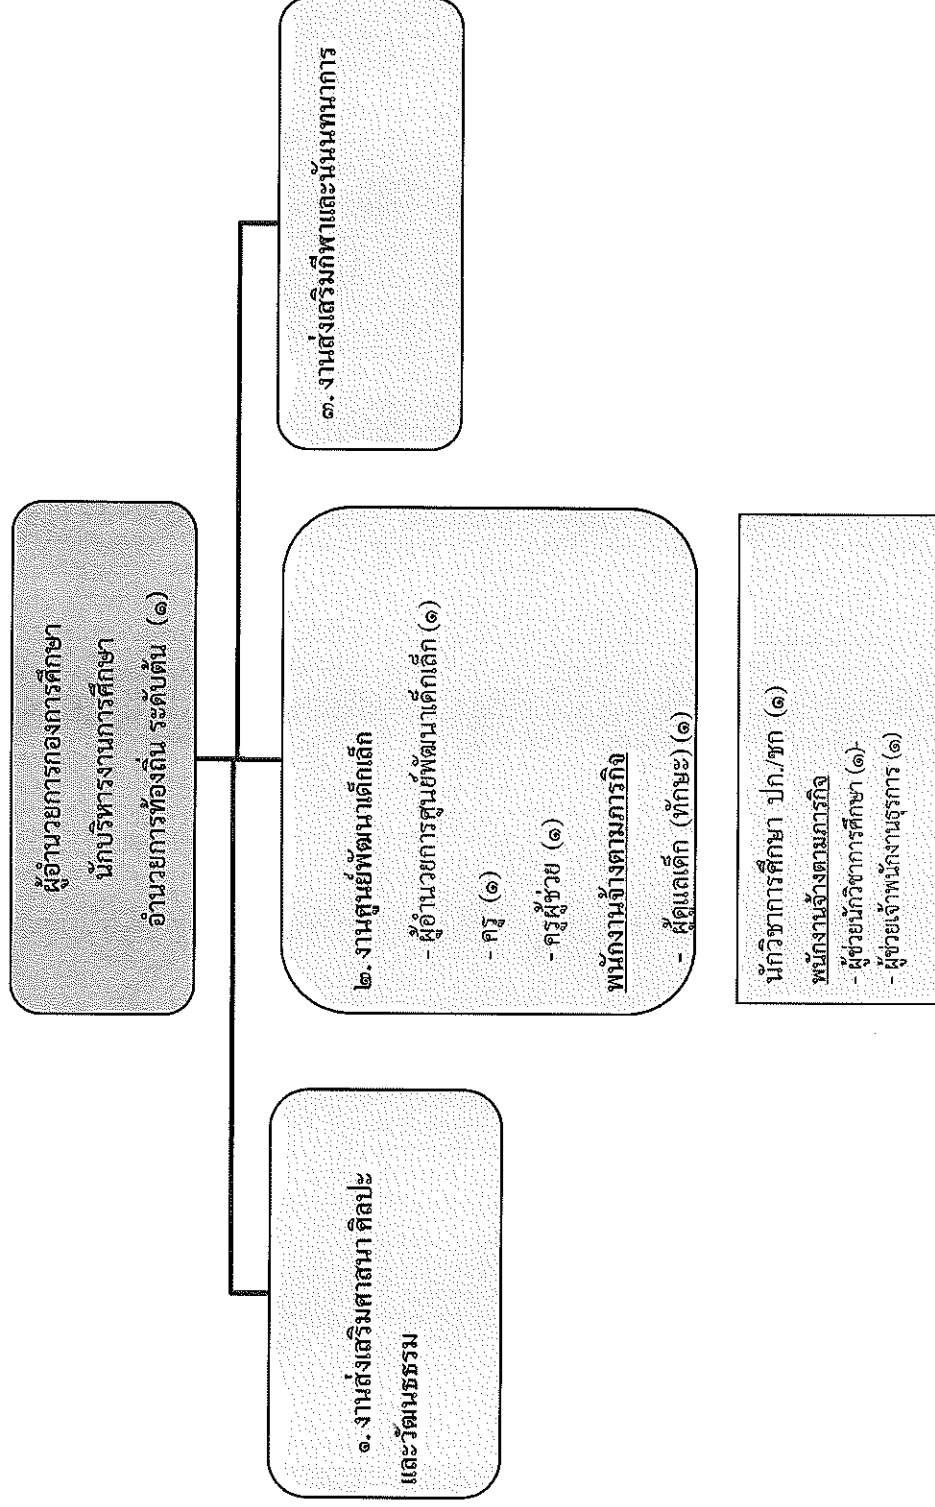 ผู้อำนวยการกองการศึกษา
นักบริหารงานการศึกษา
อำนวยการท้องถิ่น ระดับต้น (๑)
๑. งานส่งเสริมศาสนา ศิลปะ
และวัฒนธรรม
๒. งานศูนย์พัฒนาเด็กเล็ก
- ผู้อำนวยการศูนย์พัฒนาเด็กเล็ก (๑)
- ครู (๑)
- ครูผู้ช่วย (๑)
พนักงานจ้างตามภารกิจ
- ผู้ดูแลเด็ก (ทักษะ) (๑)
๓. งานส่งเสริมกีฬาและนันทนาการ
นักวิชาการศึกษา ปก./ชก (๑)
พนักงานจ้างตามภารกิจ
- ผู้ช่วยนักวิชาการศึกษา (๑)-
- ผู้ช่วยเจ้าพนักงานธุรการ (๑)